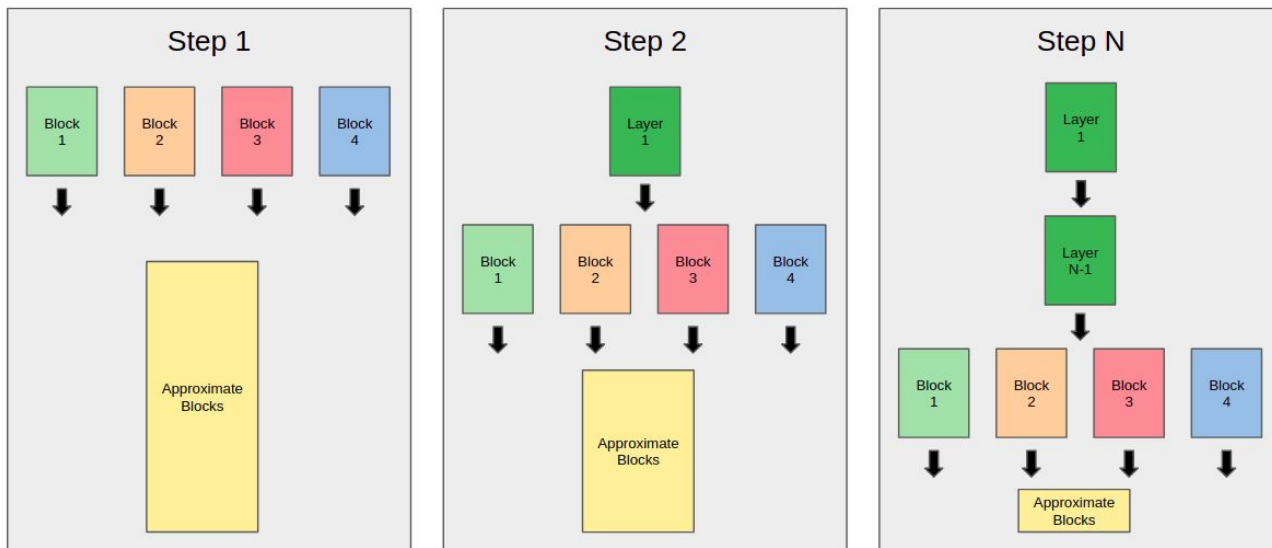 Step 1
Block
1
Block
2
Block
3
Block
4
Approximate
Blocks
Step 2
Layer
1
Block
1
Block
2
Block
3
Block
4
Approximate
Blocks
Step N
Layer
1
Layer
N-1
Block
1
Block
2
Block
3
Block
4
Approximate
Blocks